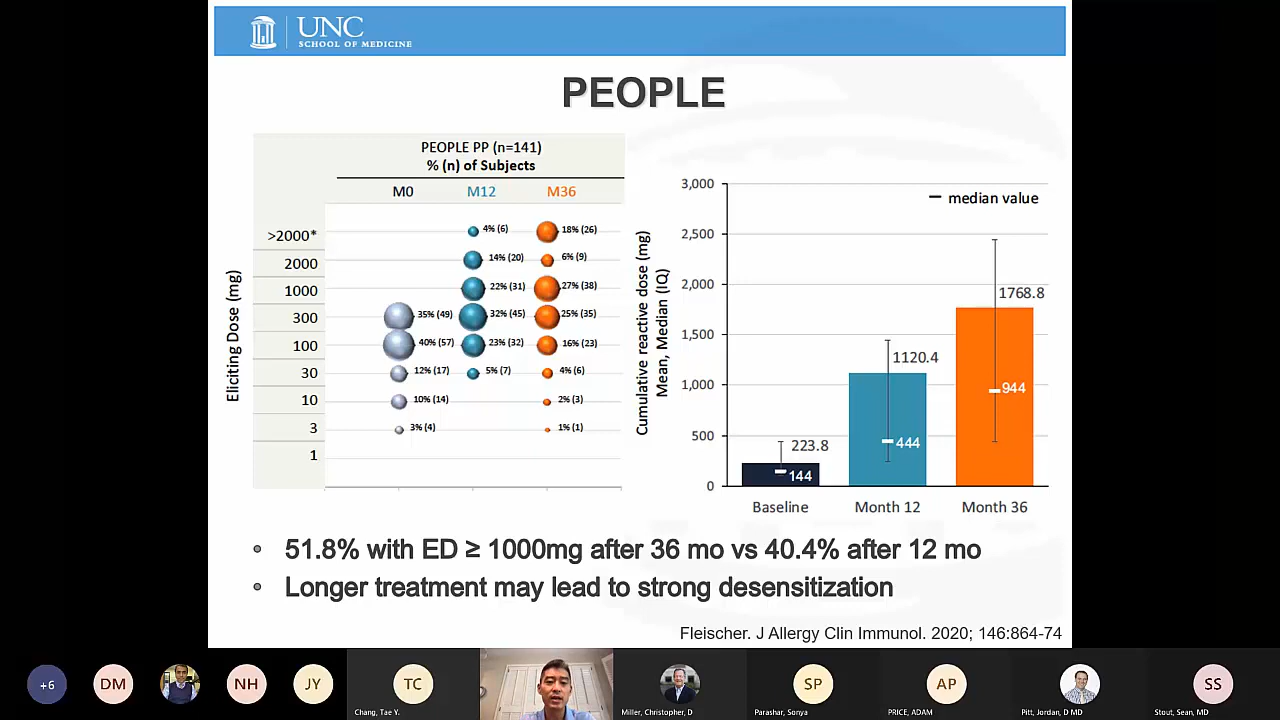 UNC
SCHOOL OF MEDICINE
PEOPLE
PEOPLE PP (n=141)
% (n) of Subjects
M0 M12 M36
Eliciting Dose (mg)
>2000* 4% (6) 18% (26)
2000 14% (20) 6% (9)
1000 22% (31) 27% (38)
300 35% (49) 32% (45) 25% (35)
100 40% (57) 23% (32) 16% (23)
30 12% (17) 5% (7) 4% (6)
10 10% (14) 2% (3)
3 3% (4) 1% (1)
1
Cumulative reactive dose (mg)
Mean, Median (IQ)
3,000
2,500
2,000
1,500
1,000
500
0
median value
223.8
144
1120.4
444
1768.8
944
Baseline Month 12 Month 36
• 51.8% with ED ≥ 1000mg after 36 mo vs 40.4% after 12 mo
• Longer treatment may lead to strong desensitization
Fleischer. J Allergy Clin Immunol. 2020; 146:864-74
+6 DM NH JY TC SP AP SS
Chang, Tae Y. Miller, Christopher, D Parashar, Sonya PRICE, ADAM Pitt, Jordan, D MD Stout, Sean, MD